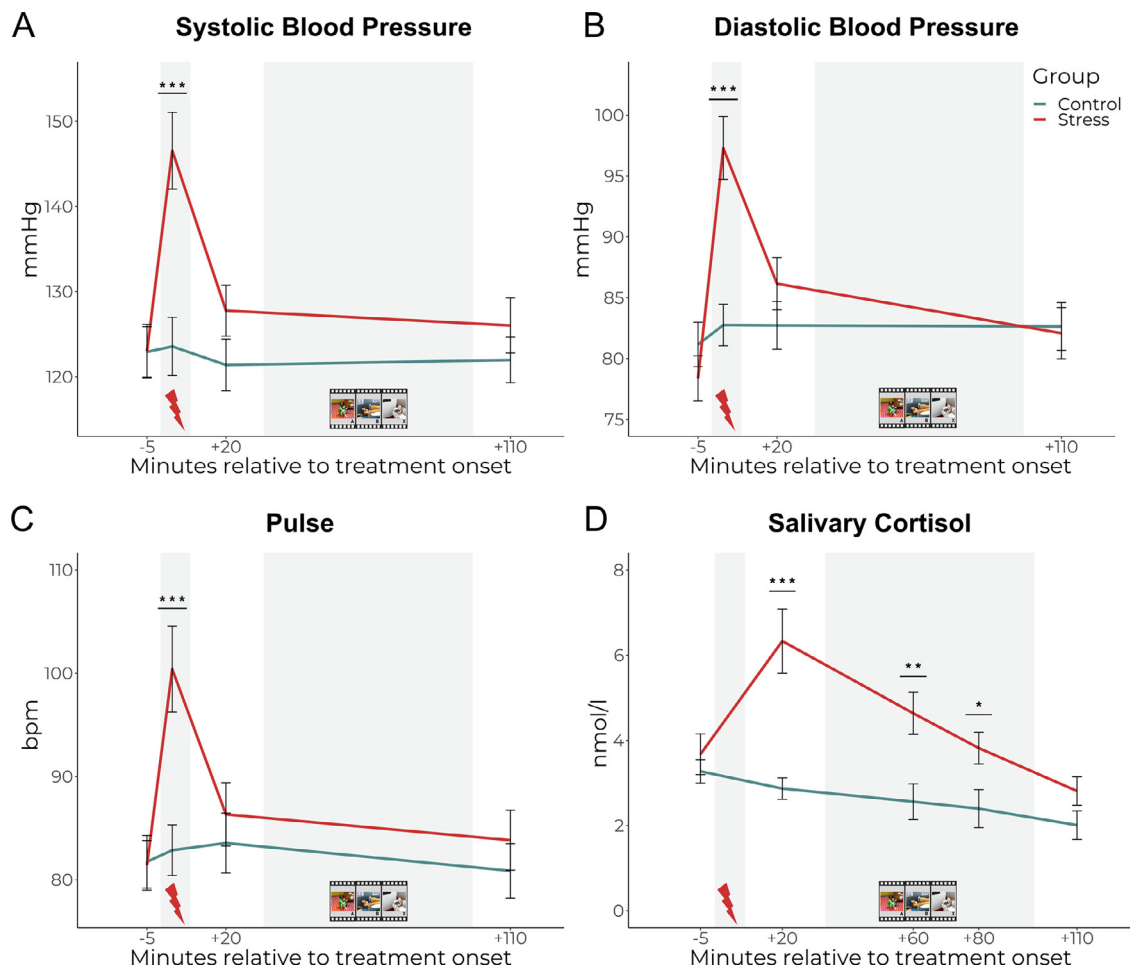 A
Systolic Blood Pressure
***
150
140
130
120
mmHg
A B X
-5 +20 +110
Minutes relative to treatment onset
B
Diastolic Blood Pressure
Group
Control
Stress
***
100
95
90
85
80
75
mmHg
A B X
-5 +20 +110
Minutes relative to treatment onset
C
Pulse
***
110
100
90
80
bpm
A B X
-5 +20 +110
Minutes relative to treatment onset
D
Salivary Cortisol
***
**
*
8
6
4
2
0
nmol/l
A B X
-5 +20 +60 +80 +110
Minutes relative to treatment onset